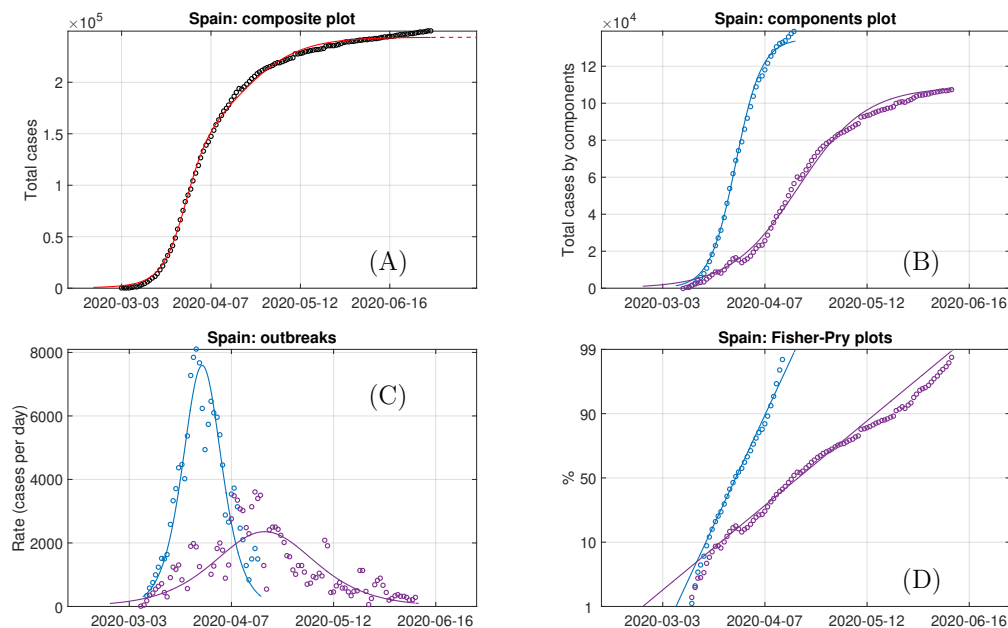 Spain: composite plot
×10⁵
Total cases
2
1.5
1
0.5
0
2020-03-03 2020-04-07 2020-05-12 2020-06-16
(A)
Spain: components plot
×10⁴
Total cases by components
12
10
8
6
4
2
0
2020-03-03 2020-04-07 2020-05-12 2020-06-16
(B)
Spain: outbreaks
Rate (cases per day)
8000
6000
4000
2000
0
2020-03-03 2020-04-07 2020-05-12 2020-06-16
(C)
Spain: Fisher-Pry plots
%
99
90
50
10
1
2020-03-03 2020-04-07 2020-05-12 2020-06-16
(D)